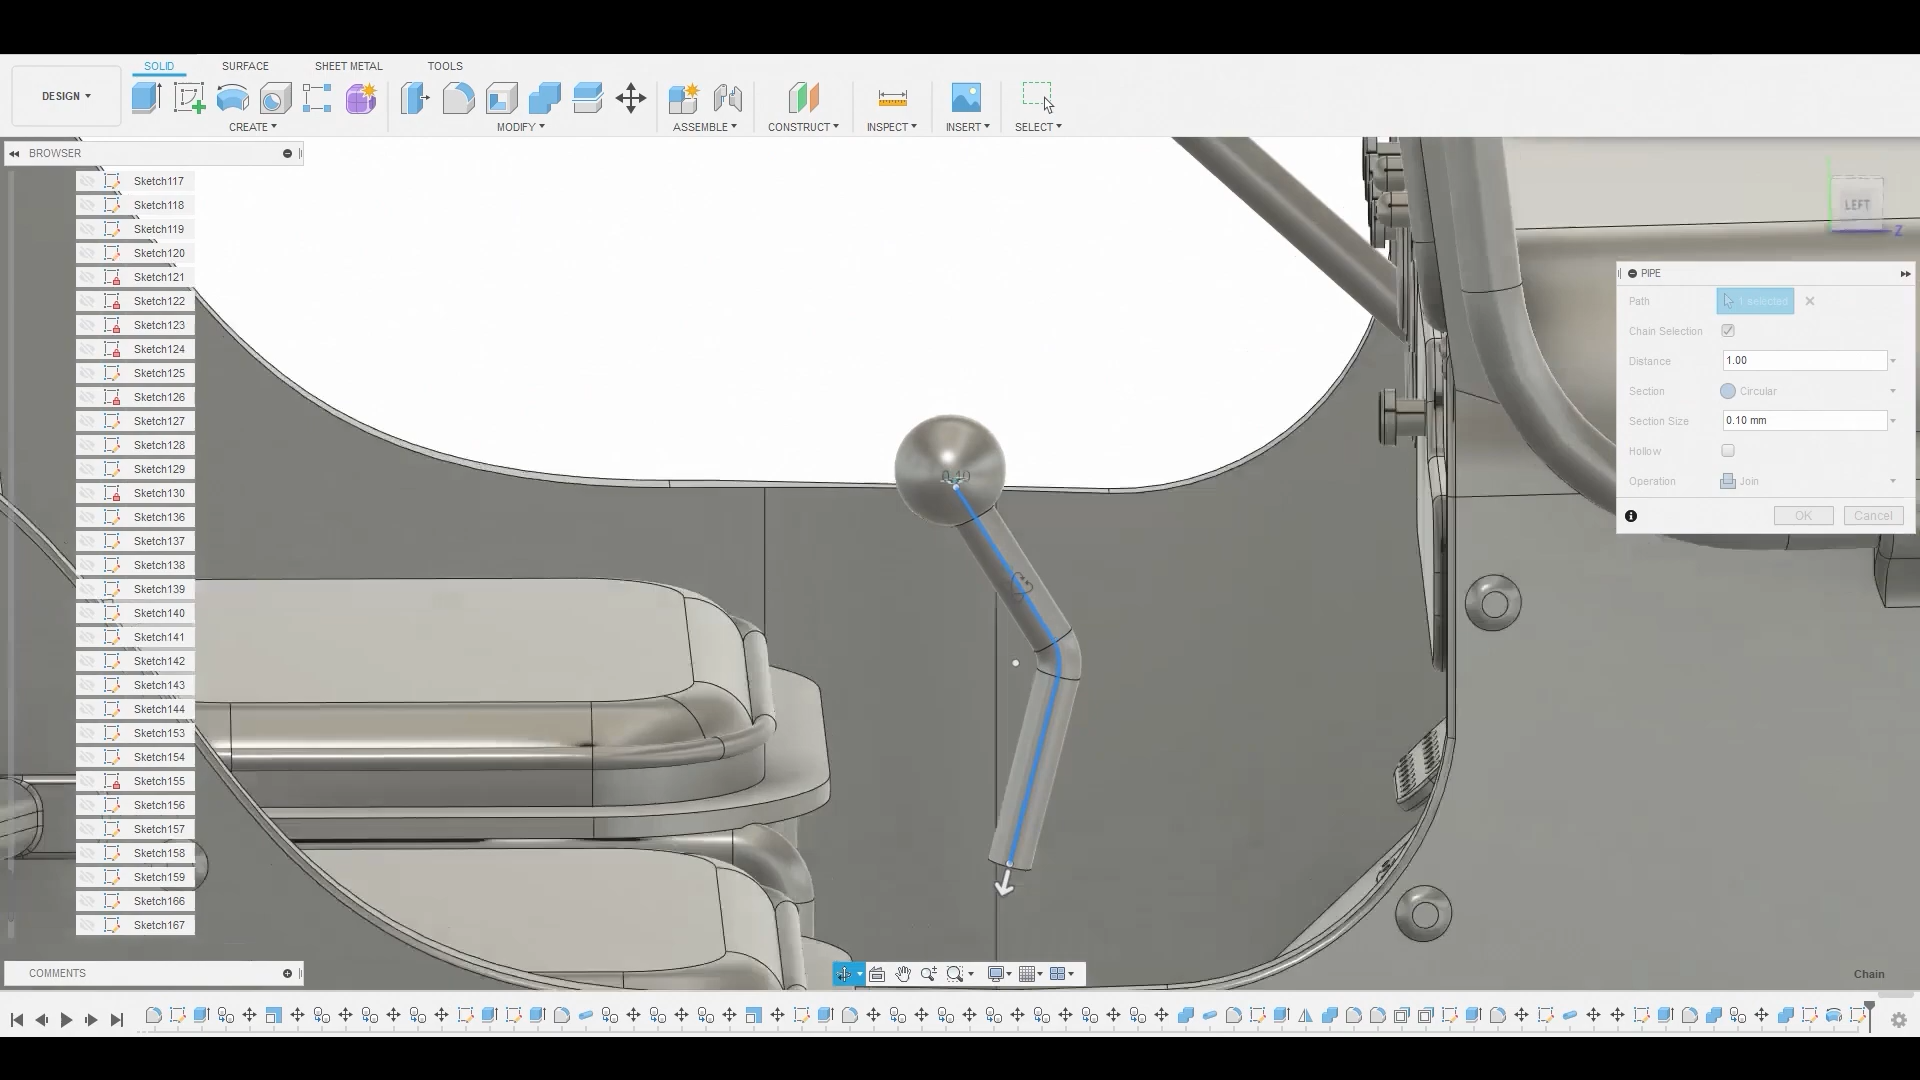 SOLID SURFACE SHEET METAL TOOLS
DESIGN
CREATE MODIFY ASSEMBLE CONSTRUCT INSPECT INSERT SELECT
BROWSER
Sketch117
Sketch118
Sketch119
Sketch120
Sketch121
Sketch122
Sketch123
Sketch124
Sketch125
Sketch126
Sketch127
Sketch128
Sketch129
Sketch130
Sketch136
Sketch137
Sketch138
Sketch139
Sketch140
Sketch141
Sketch142
Sketch143
Sketch144
Sketch153
Sketch154
Sketch155
Sketch156
Sketch157
Sketch158
Sketch159
Sketch166
Sketch167
COMMENTS
0.10
LEFT
Z
PIPE
Path 1 selected
Chain Selection
Distance 1.00
Section Circular
Section Size 0.10 mm
Hollow
Operation Join
OK Cancel
Chain